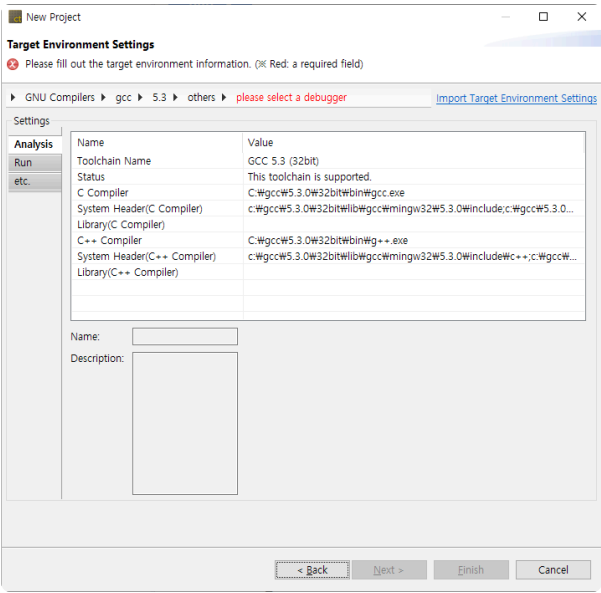 New Project
Target Environment Settings
Please fill out the target environment information. (※ Red: a required field)
GNU Compilers gcc 5.3 others please select a debugger Import Target Environment Settings
Settings
Analysis
Run
etc.
Name Value
Toolchain Name GCC 5.3 (32bit)
Status This toolchain is supported.
C Compiler C:₩gcc₩5.3.0₩32bit₩bin₩gcc.exe
System Header(C Compiler) c:₩gcc₩5.3.0₩32bit₩lib₩gcc₩mingw32₩5.3.0₩include;c:₩gcc₩5.3.0...
Library(C Compiler)
C++ Compiler C:₩gcc₩5.3.0₩32bit₩bin₩g++.exe
System Header(C++ Compiler) c:₩gcc₩5.3.0₩32bit₩lib₩gcc₩mingw32₩5.3.0₩include₩c++;c:₩gcc₩...
Library(C++ Compiler)
Name:
Description:
< Back Next > Finish Cancel